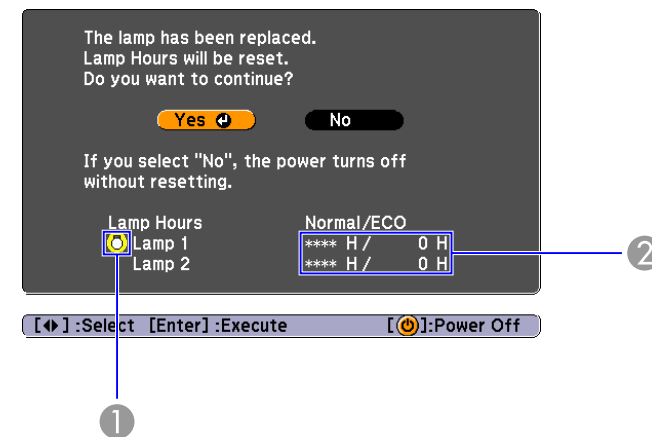 The lamp has been replaced.
Lamp Hours will be reset.
Do you want to continue?
Yes No
If you select "No", the power turns off
without resetting.
Lamp Hours Normal/ECO
Lamp 1 **** H/ 0 H
Lamp 2 **** H/ 0 H
2
[◆] :Select [Enter] :Execute [⏻]:Power Off
1